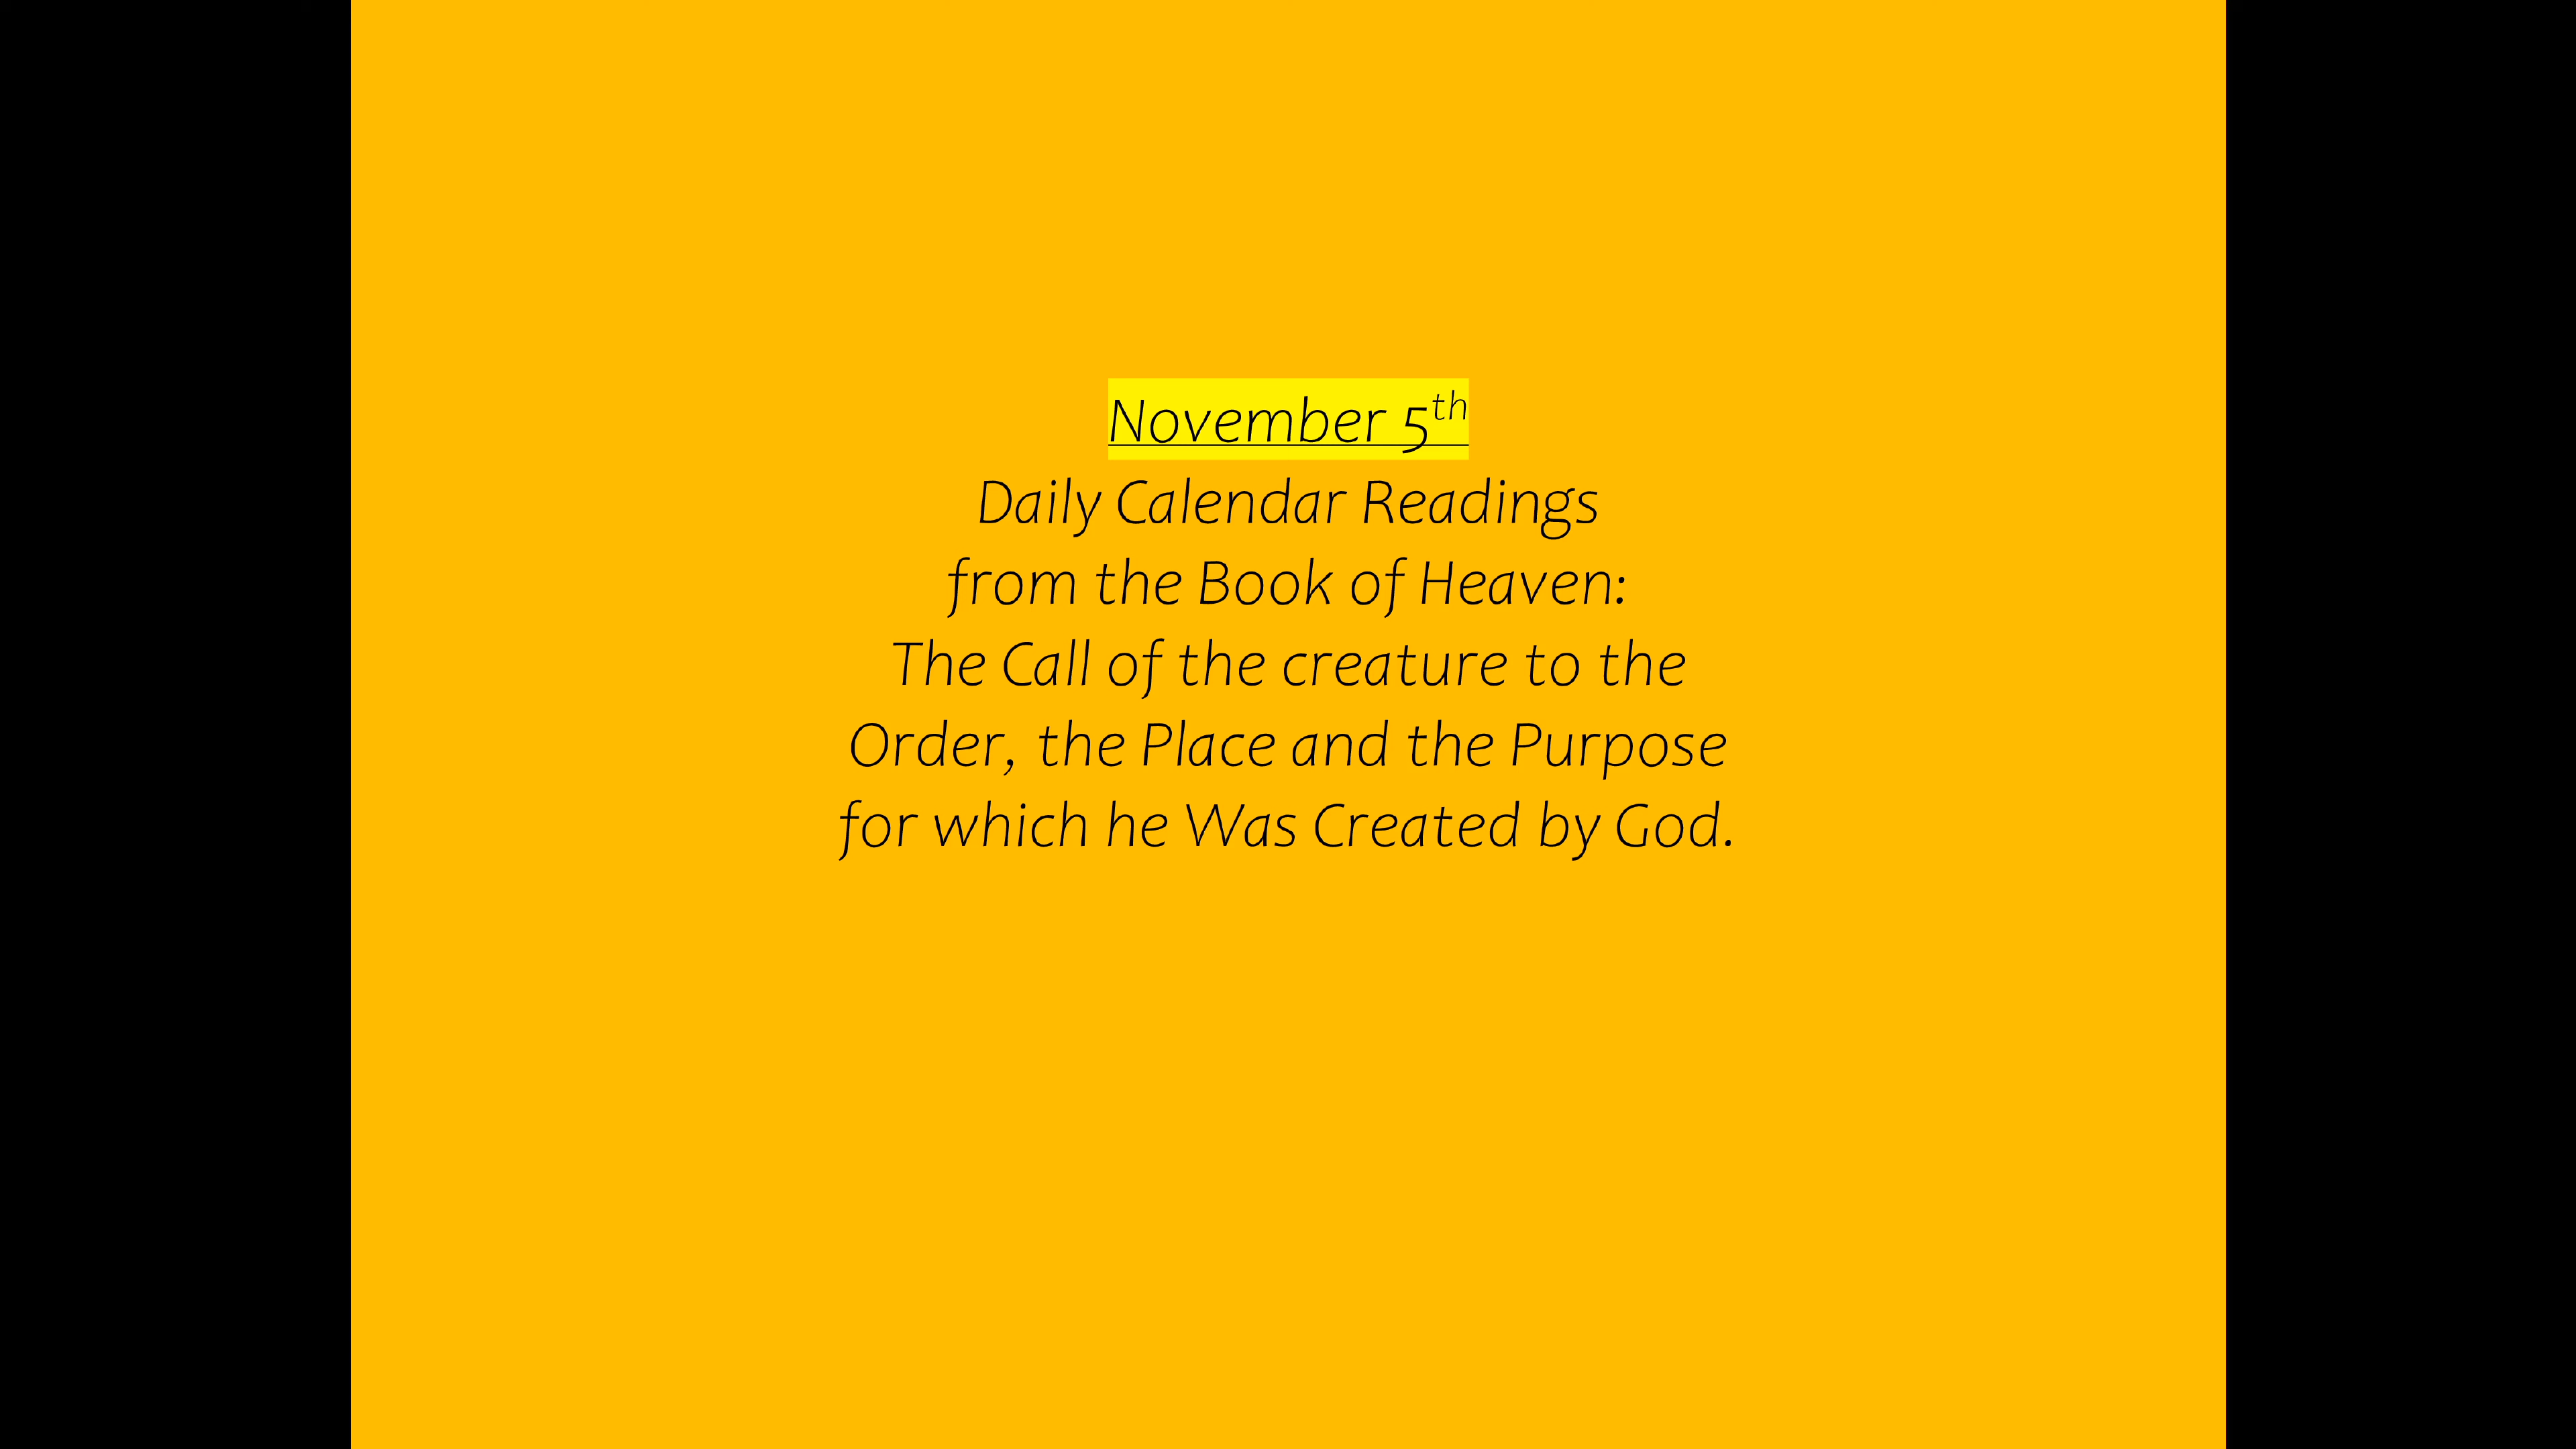 November 5th
Daily Calendar Readings
from the Book of Heaven:
The Call of the creature to the
Order, the Place and the Purpose
for which he Was Created by God.